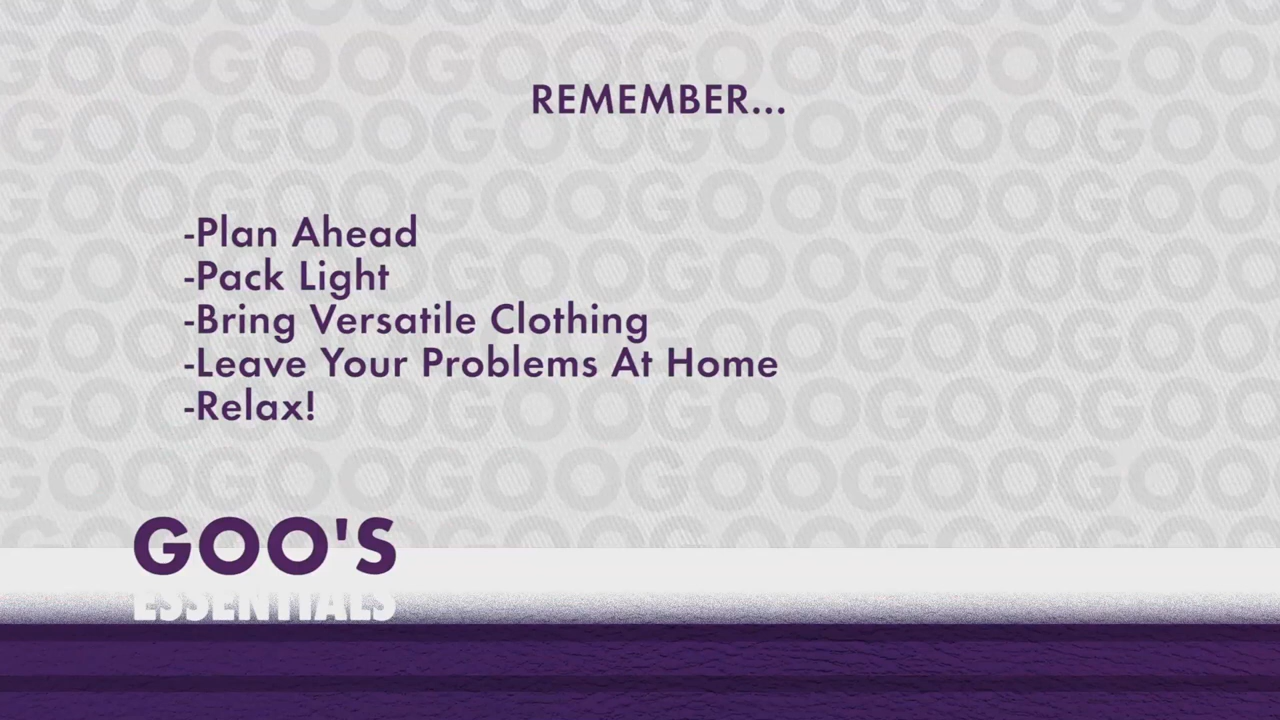 REMEMBER...
-Plan Ahead
-Pack Light
-Bring Versatile Clothing
-Leave Your Problems At Home
-Relax!
GOO'S
ESSENTIALS